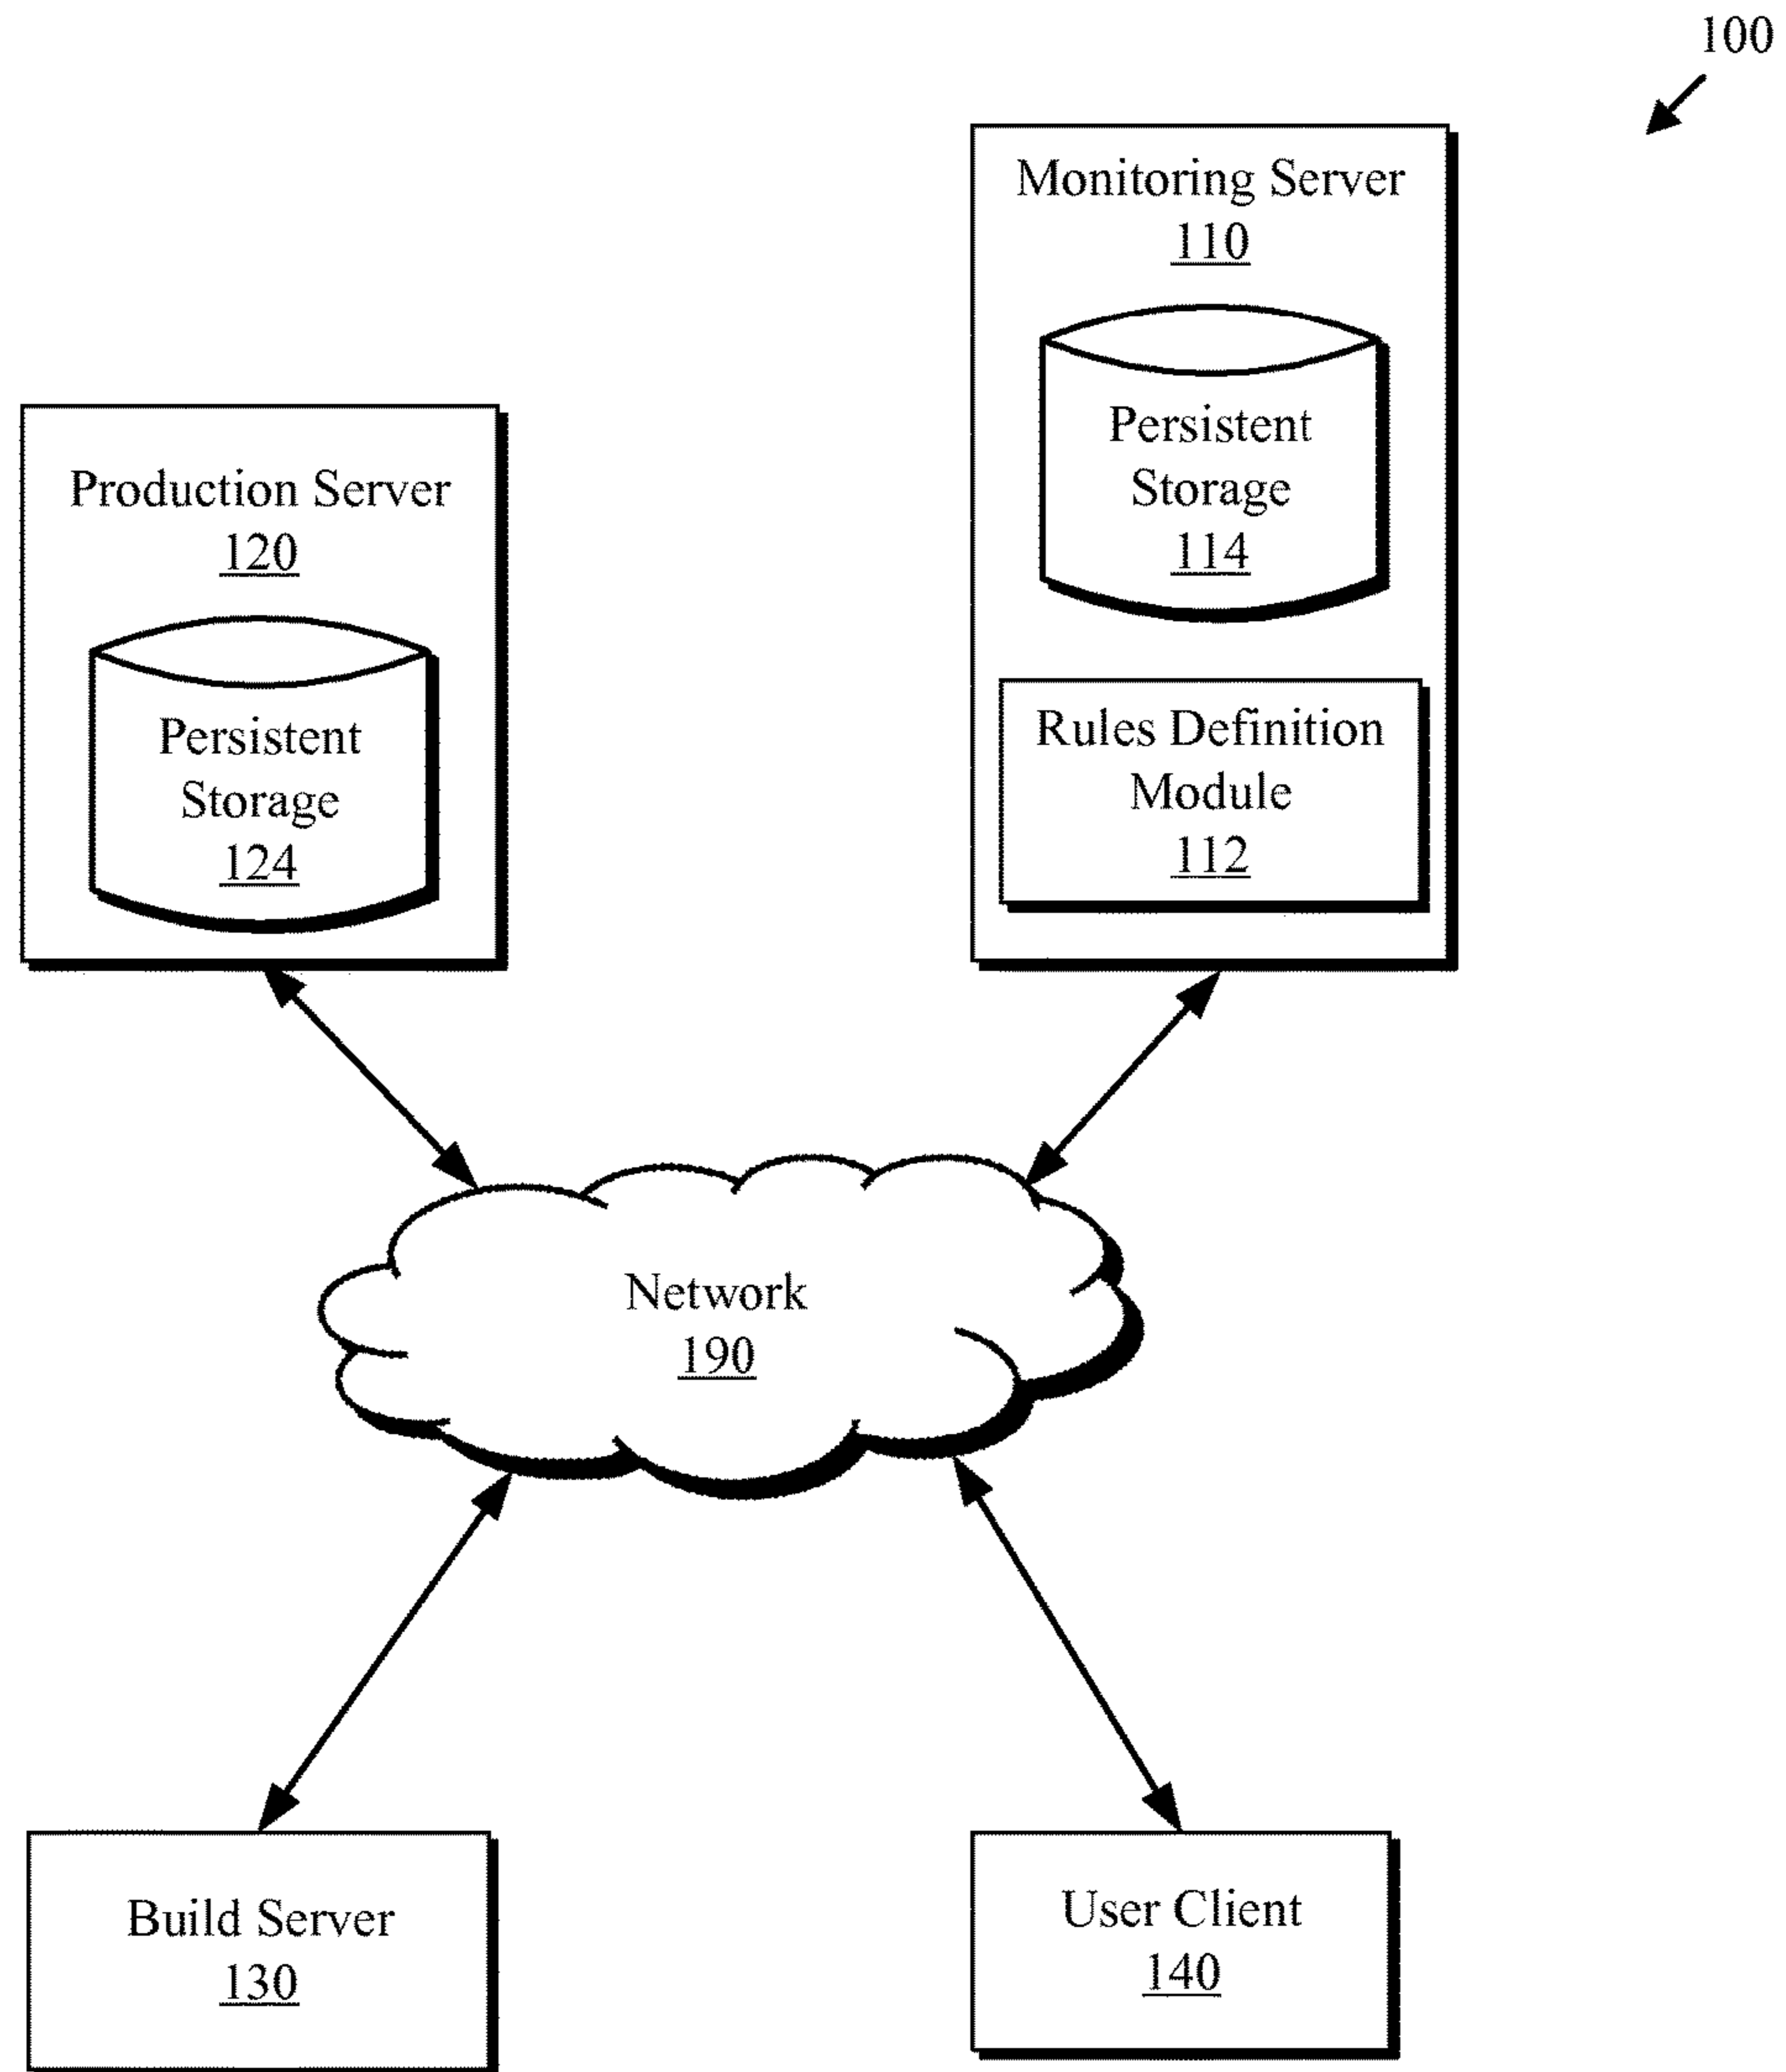 100
Monitoring Server
110
Persistent
Storage
114
Rules Definition
Module
112
Production Server
120
Persistent
Storage
124
Network
190
Build Server
130
User Client
140